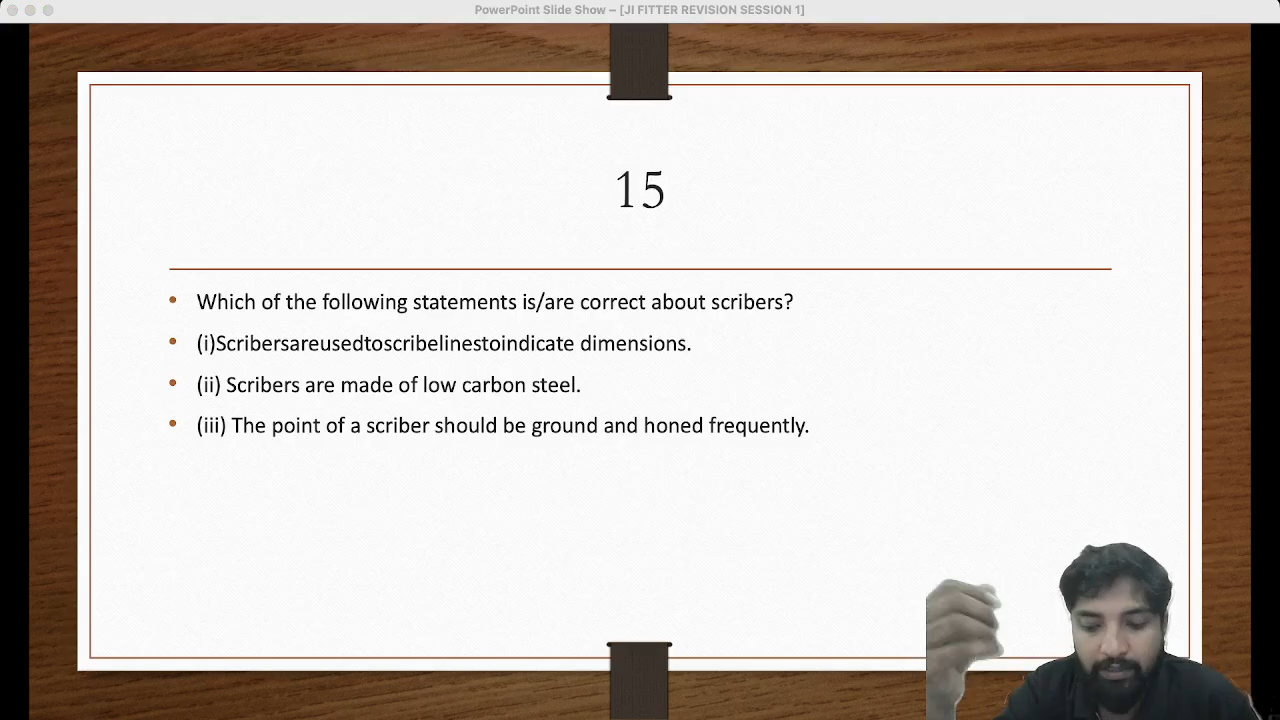 PowerPoint Slide Show – [JI FITTER REVISION SESSION 1]
15
• Which of the following statements is/are correct about scribers?
• (i)Scribersareusedtoscribelinestoindicate dimensions.
• (ii) Scribers are made of low carbon steel.
• (iii) The point of a scriber should be ground and honed frequently.